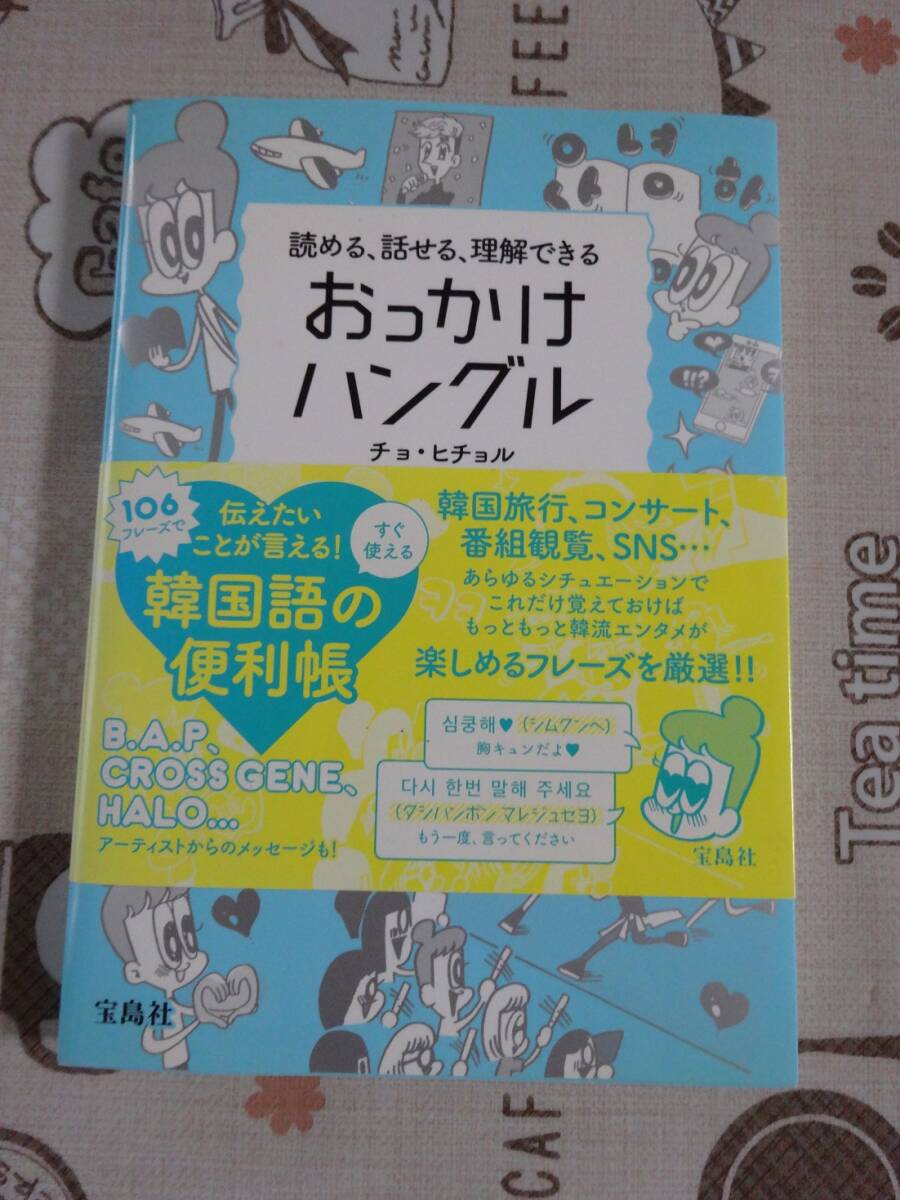 読める、話せる、理解できる
おっかけ
ハングル
チョ・ヒチョル
106
フレーズで
伝えたい
ことが言える!
すぐ
使える
韓国語の
便利帳
B.A.P、
CROSS GENE、
HALO...
アーティストからのメッセージも!
韓国旅行、コンサート、
番組観覧、SNS…
あらゆるシチュエーションで
これだけ覚えておけば
もっともっと韓流エンタメが
楽しめるフレーズを厳選!!
심쿵해♥(シムクンヘ)
胸キュンだよ♥
다시 한번 말해 주세요
(タシハンボン マレジュセヨ)
もう一度、言ってください
宝島社
宝島社
!!?
Tea time
FEE
CAF